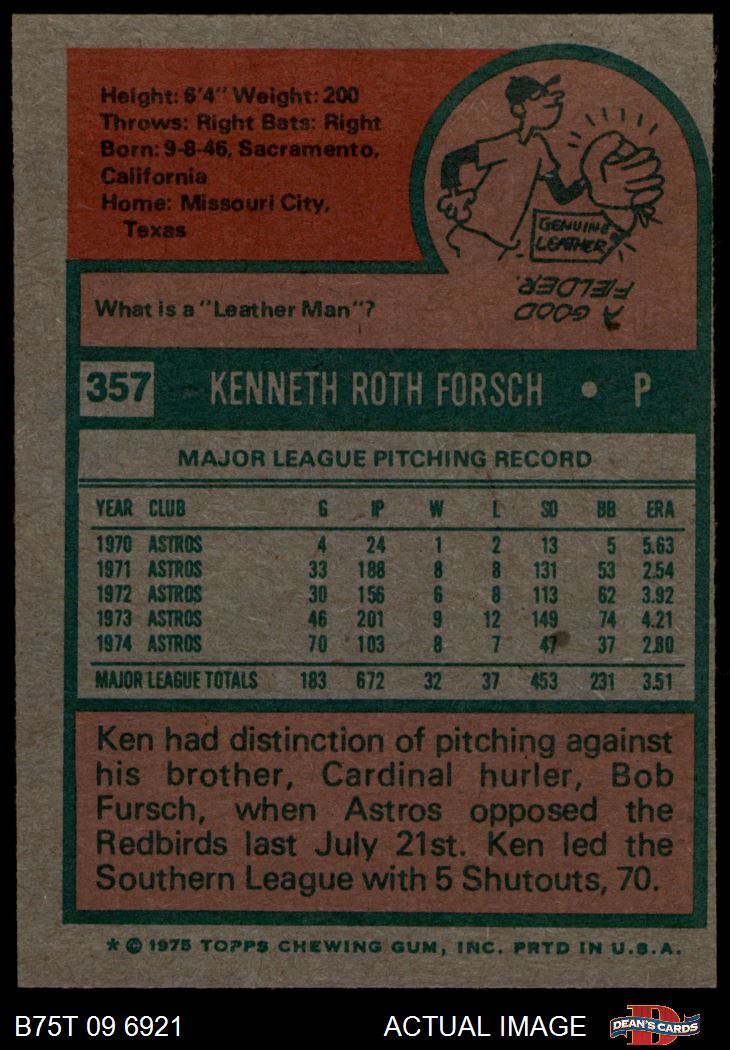 Height: 6'4" Weight: 200
Throws: Right Bats: Right
Born: 9-8-46, Sacramento,
California
Home: Missouri City,
Texas
GENUINE
LEATHER
What is a "Leather Man"?
A GOOD
FIELDER.
357 KENNETH ROTH FORSCH • P
MAJOR LEAGUE PITCHING RECORD
YEAR CLUB G IP W L SO BB ERA
1970 ASTROS 4 24 1 2 13 5 5.63
1971 ASTROS 33 188 8 8 131 53 2.54
1972 ASTROS 30 156 6 8 113 62 3.92
1973 ASTROS 46 201 9 12 149 74 4.21
1974 ASTROS 70 103 8 7 47 37 2.80
MAJOR LEAGUE TOTALS 183 672 32 37 453 231 3.51
Ken had distinction of pitching against
his brother, Cardinal hurler, Bob
Fursch, when Astros opposed the
Redbirds last July 21st. Ken led the
Southern League with 5 Shutouts, 70.
* © 1975 TOPPS CHEWING GUM, INC. PRTD IN U.S.A.
B75T 09 6921 ACTUAL IMAGE DEAN'S CARDS